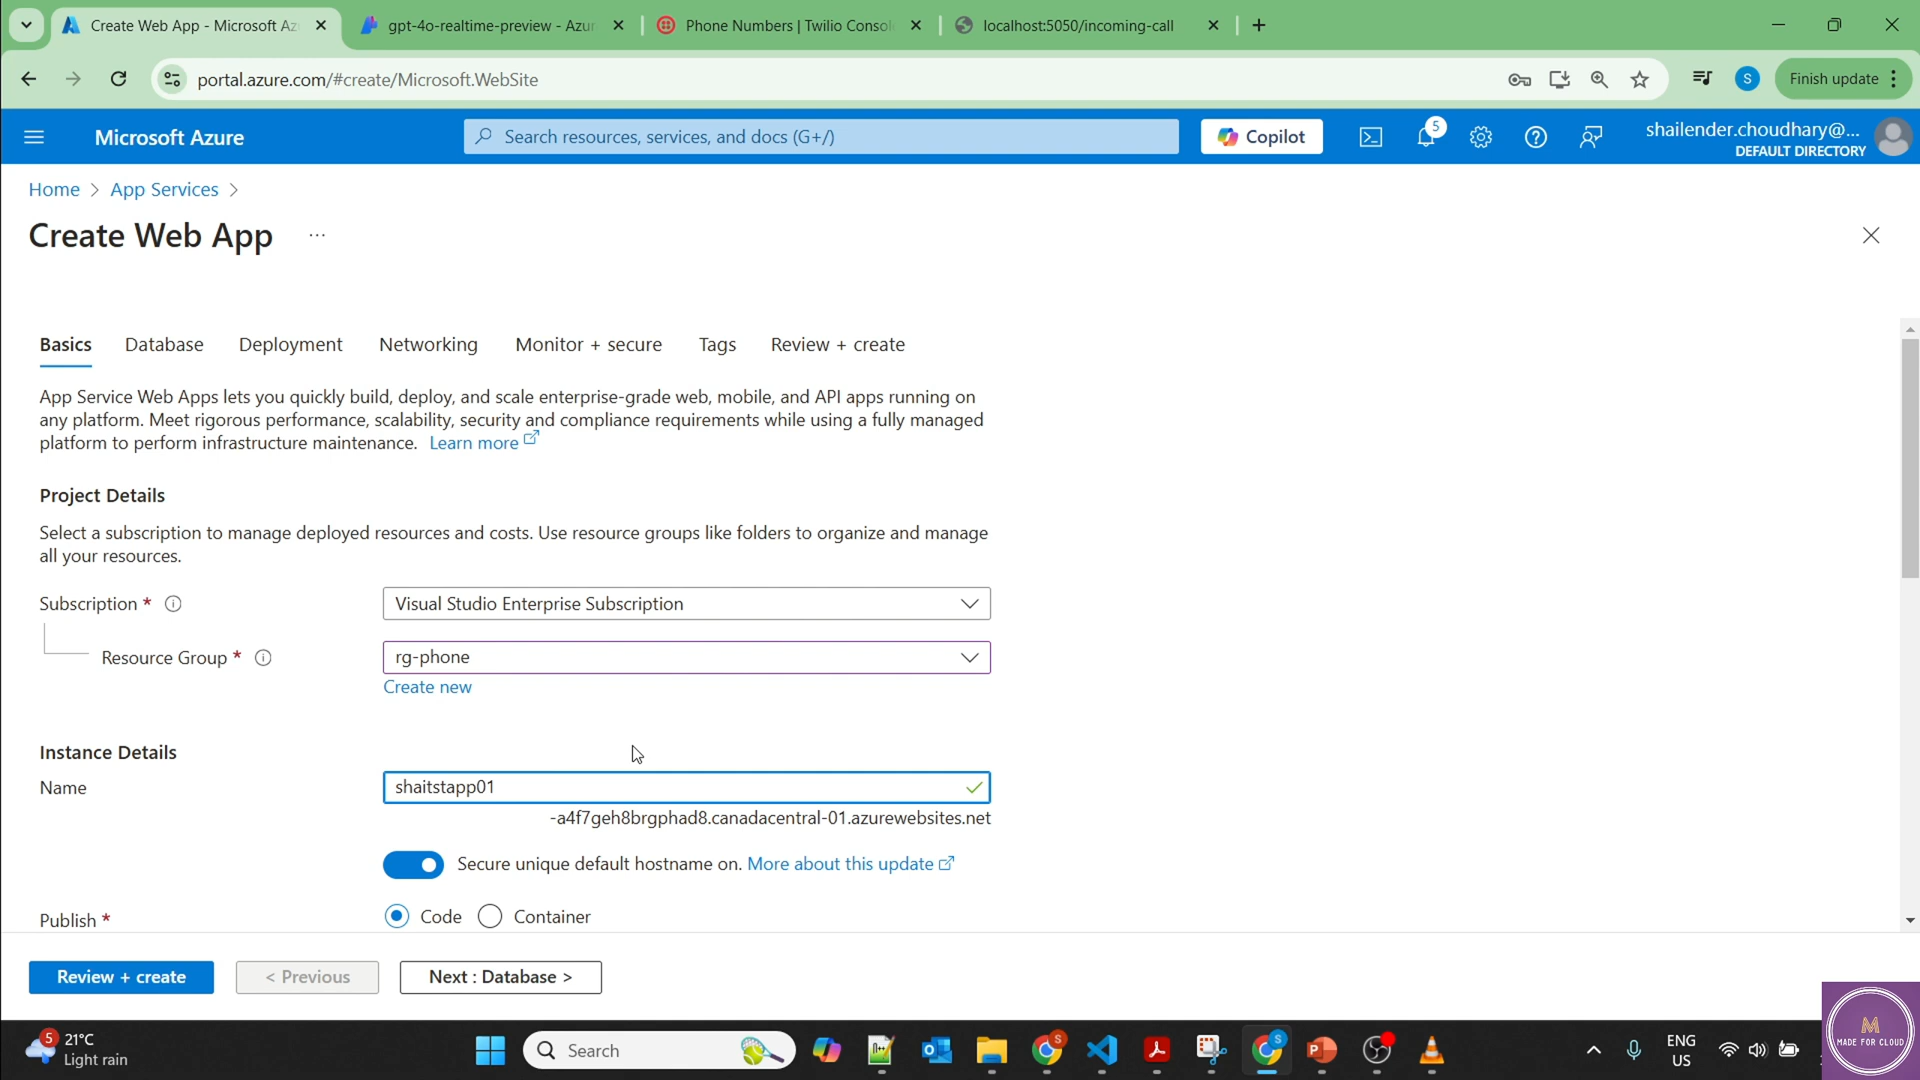 Create Web App - Microsoft Az
gpt-4o-realtime-preview - Azur
Phone Numbers | Twilio Consol
localhost:5050/incoming-call
portal.azure.com/#create/Microsoft.WebSite
S
Finish update
Microsoft Azure
Search resources, services, and docs (G+/)
Copilot
5
shailender.choudhary@...
DEFAULT DIRECTORY
Home > App Services >
Create Web App ...
Basics
Database
Deployment
Networking
Monitor + secure
Tags
Review + create
App Service Web Apps lets you quickly build, deploy, and scale enterprise-grade web, mobile, and API apps running on
any platform. Meet rigorous performance, scalability, security and compliance requirements while using a fully managed
platform to perform infrastructure maintenance. Learn more
Project Details
Select a subscription to manage deployed resources and costs. Use resource groups like folders to organize and manage
all your resources.
Subscription *
Visual Studio Enterprise Subscription
Resource Group *
rg-phone
Create new
Instance Details
Name
shaitstapp01
-a4f7geh8brgphad8.canadacentral-01.azurewebsites.net
Secure unique default hostname on. More about this update
Publish *
Code
Container
Review + create
< Previous
Next : Database >
5
21°C
Light rain
Search
S
S
ENG
US
M
MADE FOR CLOUD